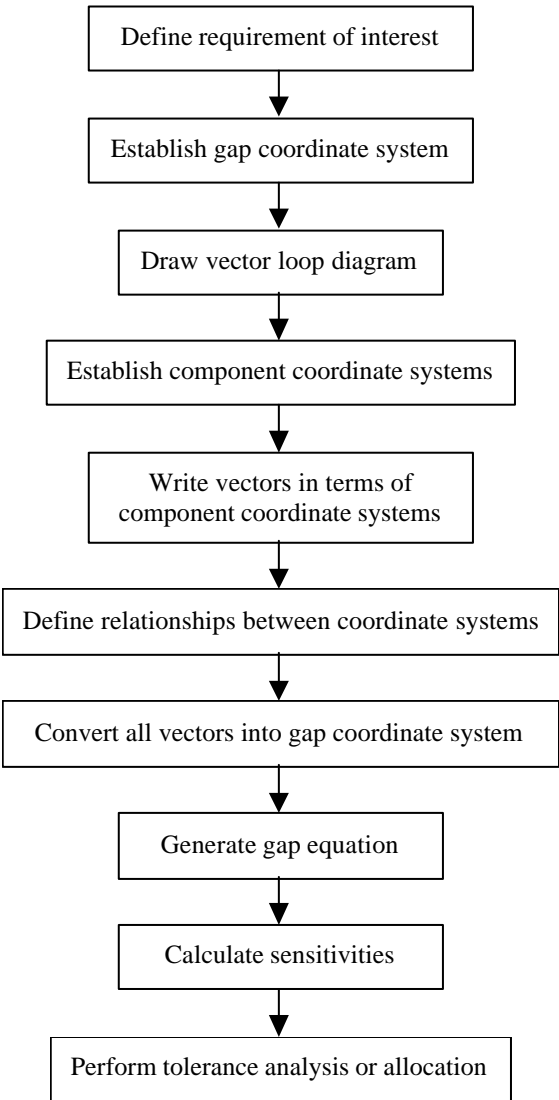 Define requirement of interest
Establish gap coordinate system
Draw vector loop diagram
Establish component coordinate systems
Write vectors in terms of
component coordinate systems
Define relationships between coordinate systems
Convert all vectors into gap coordinate system
Generate gap equation
Calculate sensitivities
Perform tolerance analysis or allocation